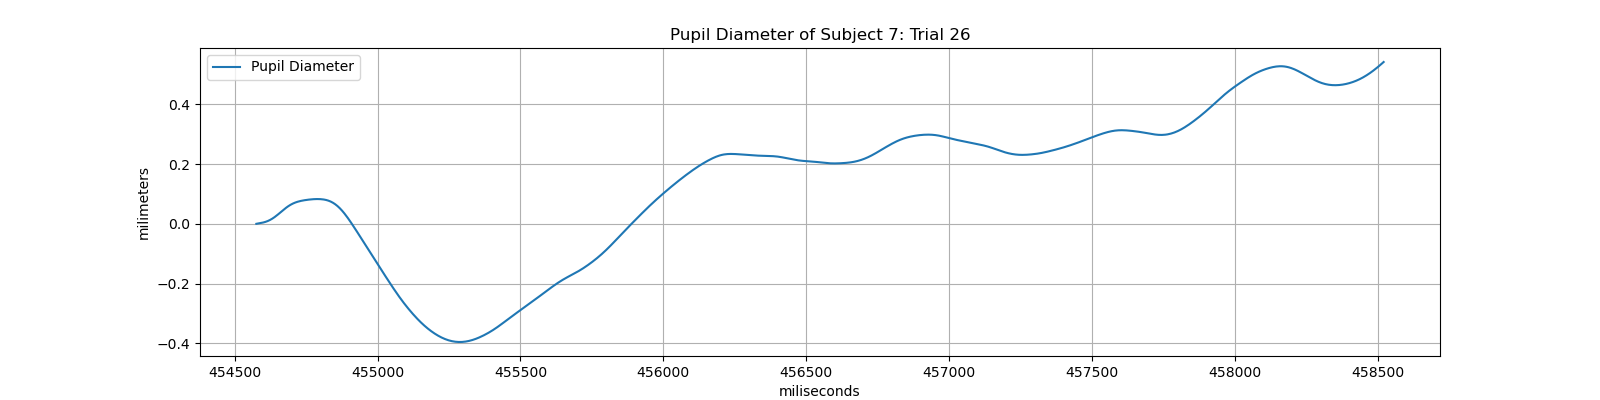 Pupil Diameter of Subject 7: Trial 26
Pupil Diameter
milimeters
0.4
0.2
0.0
−0.2
−0.4
454500 455000 455500 456000 456500 457000 457500 458000 458500
miliseconds